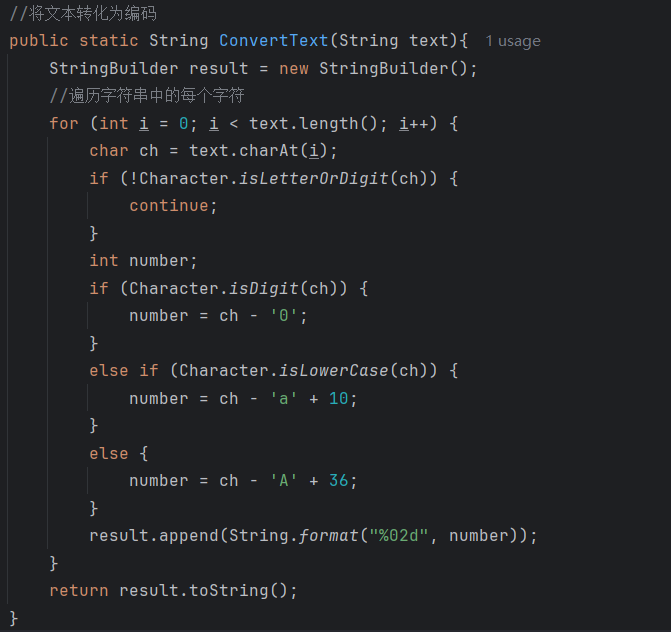 //将文本转化为编码
public static String ConvertText(String text){ 1 usage
    StringBuilder result = new StringBuilder();
    //遍历字符串中的每个字符
    for (int i = 0; i < text.length(); i++) {
        char ch = text.charAt(i);
        if (!Character.isLetterOrDigit(ch)) {
            continue;
        }
        int number;
        if (Character.isDigit(ch)) {
            number = ch - '0';
        }
        else if (Character.isLowerCase(ch)) {
            number = ch - 'a' + 10;
        }
        else {
            number = ch - 'A' + 36;
        }
        result.append(String.format("%02d", number));
    }
    return result.toString();
}